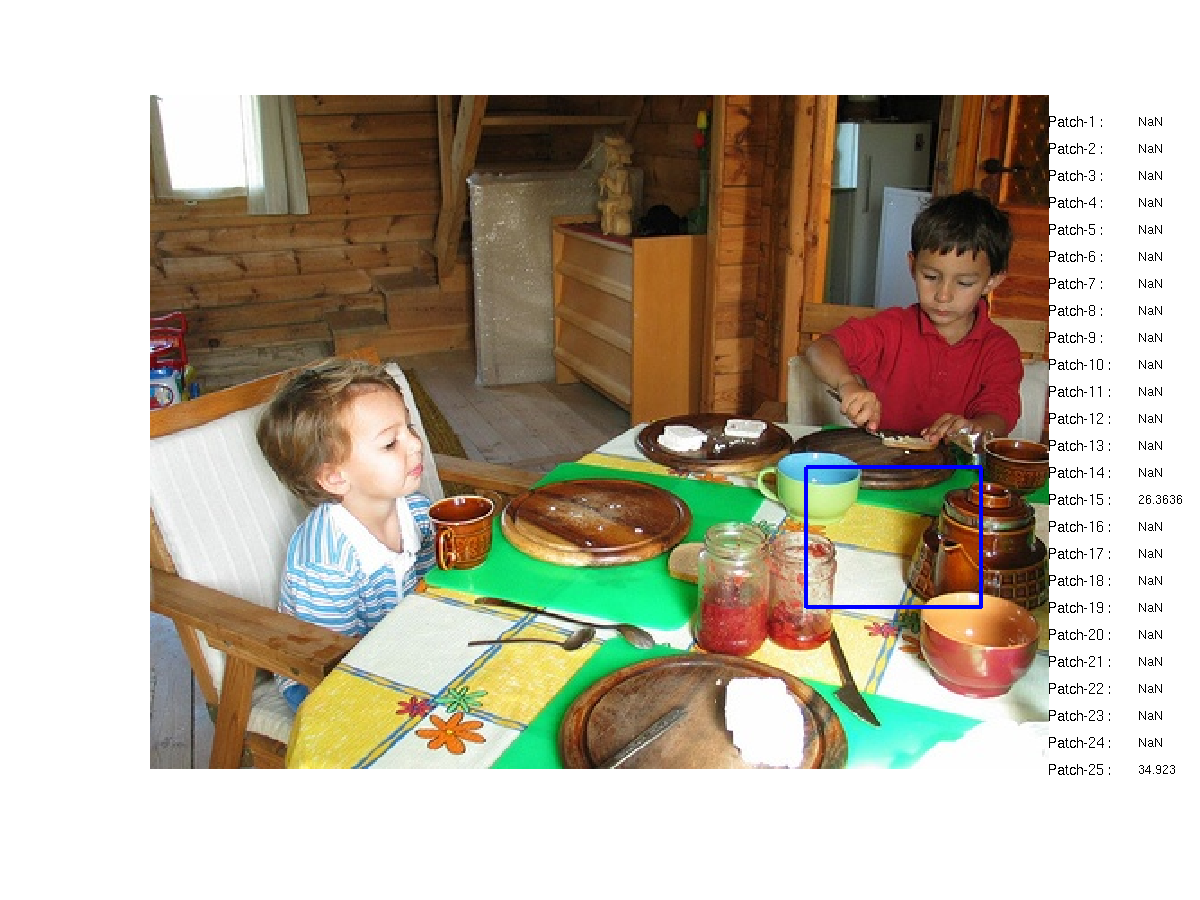 Patch-1 : NaN
Patch-2 : NaN
Patch-3 : NaN
Patch-4 : NaN
Patch-5 : NaN
Patch-6 : NaN
Patch-7 : NaN
Patch-8 : NaN
Patch-9 : NaN
Patch-10 : NaN
Patch-11 : NaN
Patch-12 : NaN
Patch-13 : NaN
Patch-14 : NaN
Patch-15 : 26.3636
Patch-16 : NaN
Patch-17 : NaN
Patch-18 : NaN
Patch-19 : NaN
Patch-20 : NaN
Patch-21 : NaN
Patch-22 : NaN
Patch-23 : NaN
Patch-24 : NaN
Patch-25 : 34.923